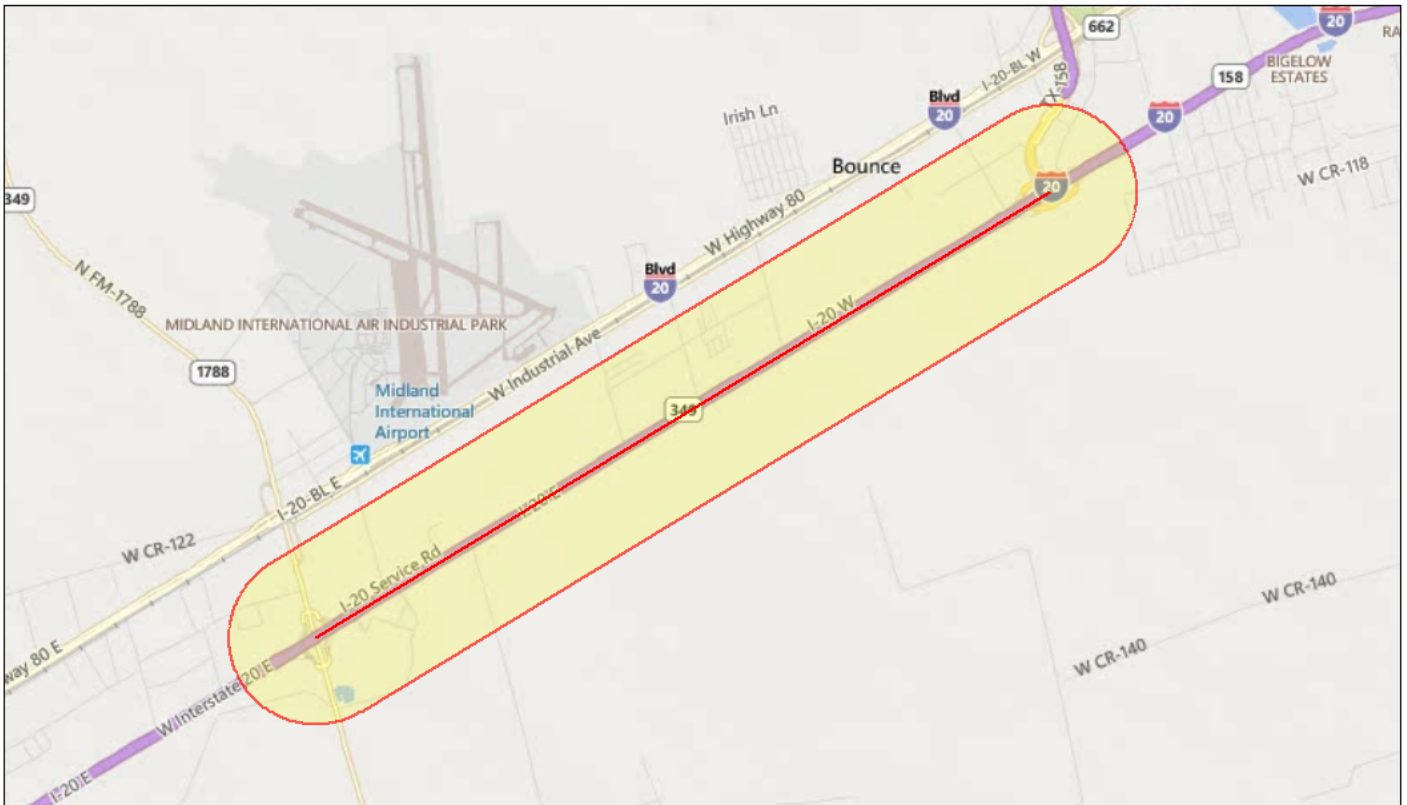 662
20
RA
I-20-BL W
BIGELOW
ESTATES
158
TX-158
Blvd
20
20
Irish Ln
Bounce
W CR-118
20
349
W Highway 80
N FM-1788
Blvd
20
MIDLAND INTERNATIONAL AIR INDUSTRIAL PARK
I-20 W
W Industrial Ave
1788
Midland
International
Airport
349
I-20-BL E
I-20 E
W CR-122
I-20 Service Rd
W CR-140
W CR-140
way 80 E
W Interstate 20 E
I-20 E